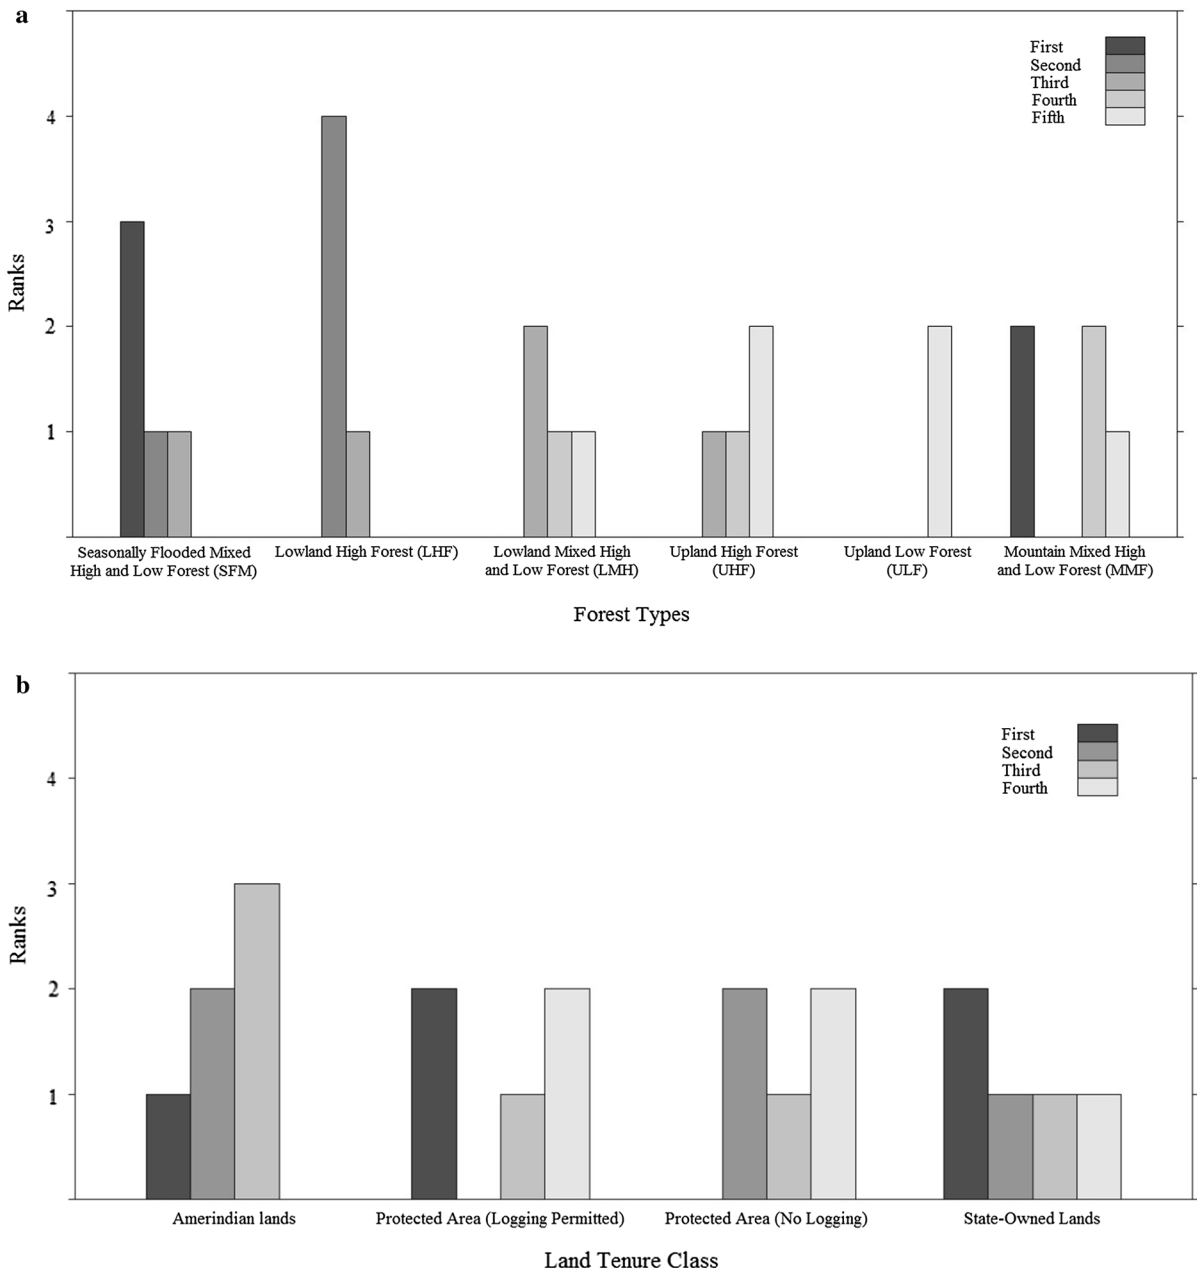 a
First
Second
Third
Fourth
Fifth
4
3
2
1
Ranks
Seasonally Flooded Mixed
High and Low Forest (SFM)
Lowland High Forest (LHF)
Lowland Mixed High
and Low Forest (LMH)
Upland High Forest
(UHF)
Upland Low Forest
(ULF)
Mountain Mixed High
and Low Forest (MMF)
Forest Types
b
First
Second
Third
Fourth
4
3
2
1
Ranks
Amerindian lands
Protected Area (Logging Permitted)
Protected Area (No Logging)
State-Owned Lands
Land Tenure Class